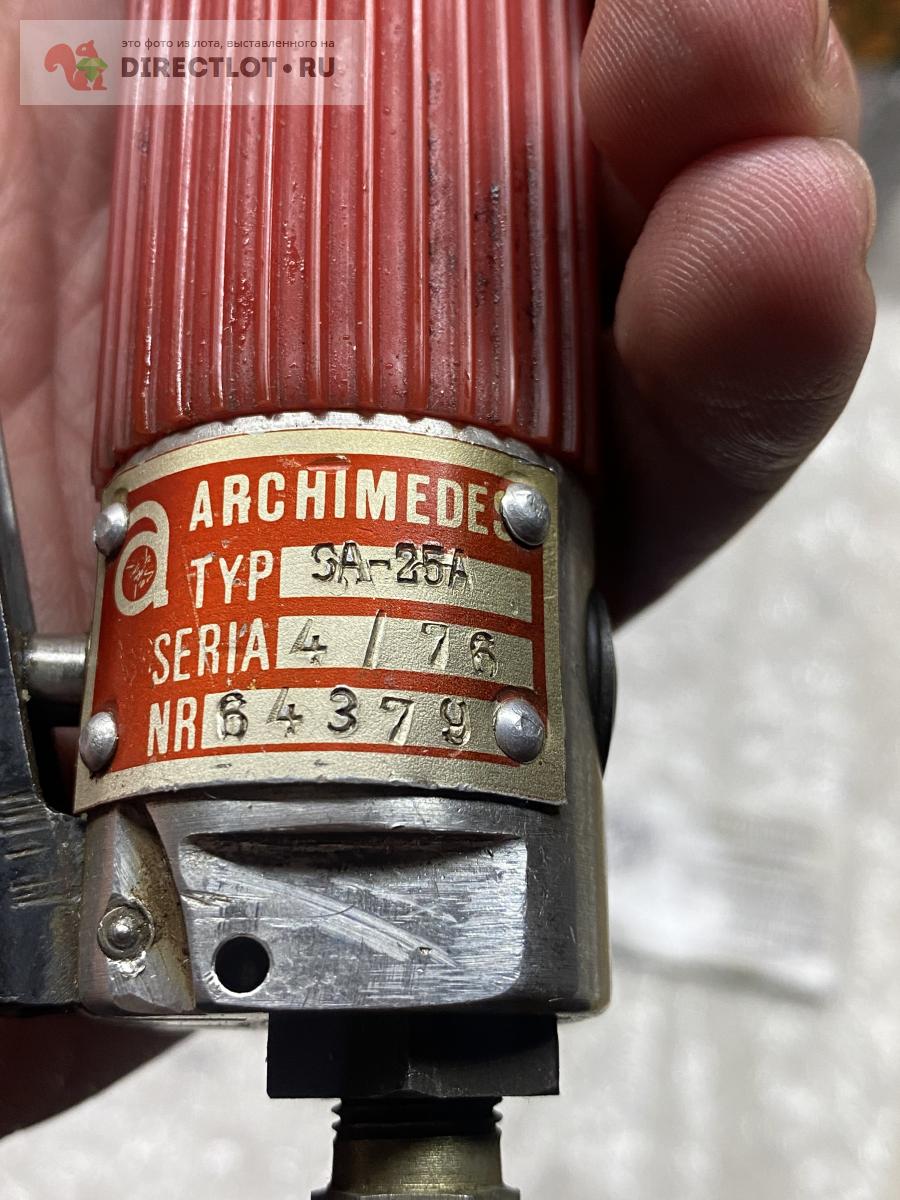 это фото из лота, выставленного на
DIRECTLOT.RU
a ARCHIMEDES
TYP SA-25A
SERIA 4/76
NR 64379